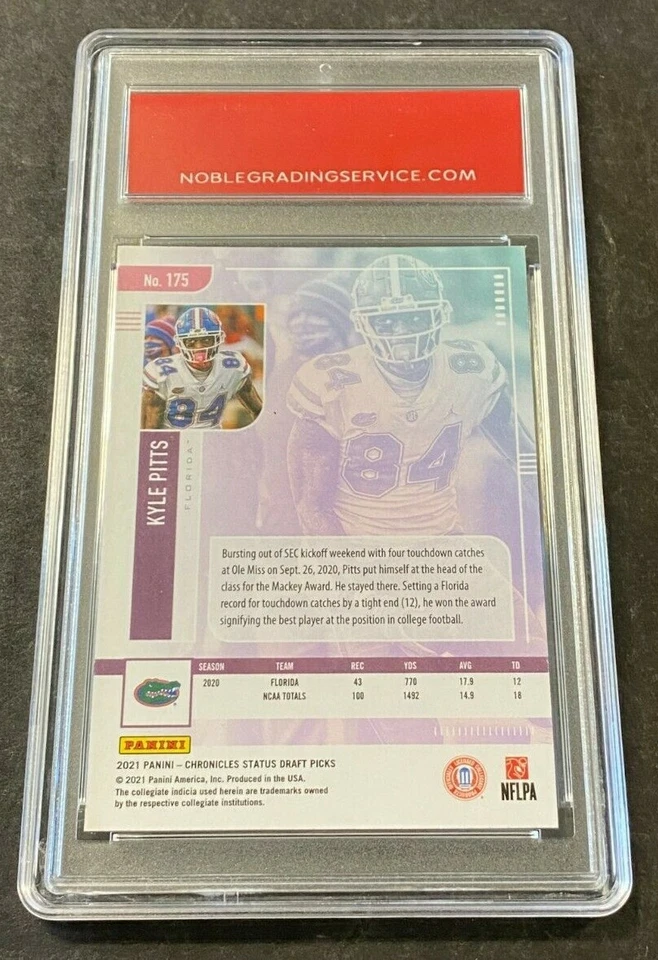 NOBLEGRADINGSERVICE.COM
No. 175
84
84
84
KYLE PITTS
FLORIDA
Bursting out of SEC kickoff weekend with four touchdown catches
at Ole Miss on Sept. 26, 2020, Pitts put himself at the head of the
class for the Mackey Award. He stayed there. Setting a Florida
record for touchdown catches by a tight end (12), he won the award
signifying the best player at the position in college football.
SEASON TEAM REC YDS AVG TD
2020 FLORIDA 43 770 17.9 12
NCAA TOTALS 100 1492 14.9 18
PANINI
2021 PANINI – CHRONICLES STATUS DRAFT PICKS
© 2021 Panini America, Inc. Produced in the USA.
The collegiate indicia used herein are trademarks owned
by the respective collegiate institutions.
NFLPA